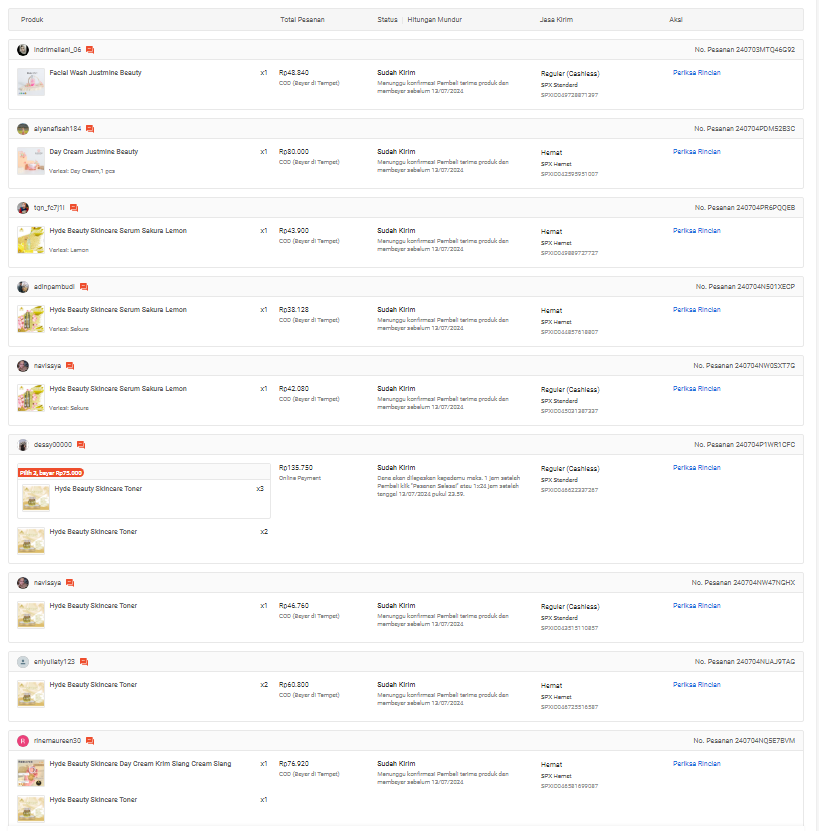 Produk Total Pesanan Status Hitungan Mundur Jasa Kirim Aksi
indrimeilani_06 No. Pesanan 240703MTQ46G92
Facial Wash Justmine Beauty x1 Rp48.840 Sudah Kirim Reguler (Cashless) Periksa Rincian
COD (Bayar di Tempat) Menunggu konfirmasi Pembeli terima produk dan membayar sebelum 13/07/2024 SPX Standard
SPXID049728871397
alyanafisah184 No. Pesanan 240704PDM52B3C
Day Cream Justmine Beauty x1 Rp80.000 Sudah Kirim Hemat Periksa Rincian
Variasi: Day Cream,1 pcs COD (Bayar di Tempat) Menunggu konfirmasi Pembeli terima produk dan membayar sebelum 13/07/2024 SPX Hemat
SPXID042595951007
tqn_fc7j1l No. Pesanan 240704PR6PQQEB
Hyde Beauty Skincare Serum Sakura Lemon x1 Rp43.900 Sudah Kirim Hemat Periksa Rincian
Variasi: Lemon COD (Bayar di Tempat) Menunggu konfirmasi Pembeli terima produk dan membayar sebelum 13/07/2024 SPX Hemat
SPXID049869737727
adinpambudi No. Pesanan 240704NS01XECP
Hyde Beauty Skincare Serum Sakura Lemon x1 Rp38.128 Sudah Kirim Hemat Periksa Rincian
Variasi: Sakura COD (Bayar di Tempat) Menunggu konfirmasi Pembeli terima produk dan membayar sebelum 13/07/2024 SPX Hemat
SPXID044857618807
navissya No. Pesanan 240704NW9SXT7G
Hyde Beauty Skincare Serum Sakura Lemon x1 Rp42.080 Sudah Kirim Reguler (Cashless) Periksa Rincian
Variasi: Sakura COD (Bayar di Tempat) Menunggu konfirmasi Pembeli terima produk dan membayar sebelum 13/07/2024 SPX Standard
SPXID045031387337
dessy00000 No. Pesanan 240704P1WR1CFC
Pilih 3, bayar Rp75.000 Rp135.750 Sudah Kirim Reguler (Cashless) Periksa Rincian
Online Payment Dana akan dilepaskan kepadamu maks. 1 jam setelah Pembeli klik "Pesanan Selesai" atau 1x24 jam setelah tanggal 13/07/2024 pukul 23.59. SPX Standard
SPXID046622337267
Hyde Beauty Skincare Toner x3
Hyde Beauty Skincare Toner x2
navissya No. Pesanan 240704NW47NGHX
Hyde Beauty Skincare Toner x1 Rp46.760 Sudah Kirim Reguler (Cashless) Periksa Rincian
COD (Bayar di Tempat) Menunggu konfirmasi Pembeli terima produk dan membayar sebelum 13/07/2024 SPX Standard
SPXID043515110857
eniyuliaty123 No. Pesanan 240704NUAJ9TAG
Hyde Beauty Skincare Toner x2 Rp60.800 Sudah Kirim Hemat Periksa Rincian
COD (Bayar di Tempat) Menunggu konfirmasi Pembeli terima produk dan membayar sebelum 13/07/2024 SPX Hemat
SPXID046725516587
R rinemaureen30 No. Pesanan 240704NQSE7BVM
Hyde Beauty Skincare Day Cream Krim Siang Cream Siang x1 Rp76.920 Sudah Kirim Hemat Periksa Rincian
COD (Bayar di Tempat) Menunggu konfirmasi Pembeli terima produk dan membayar sebelum 13/07/2024 SPX Hemat
SPXID046581699087
Hyde Beauty Skincare Toner x1